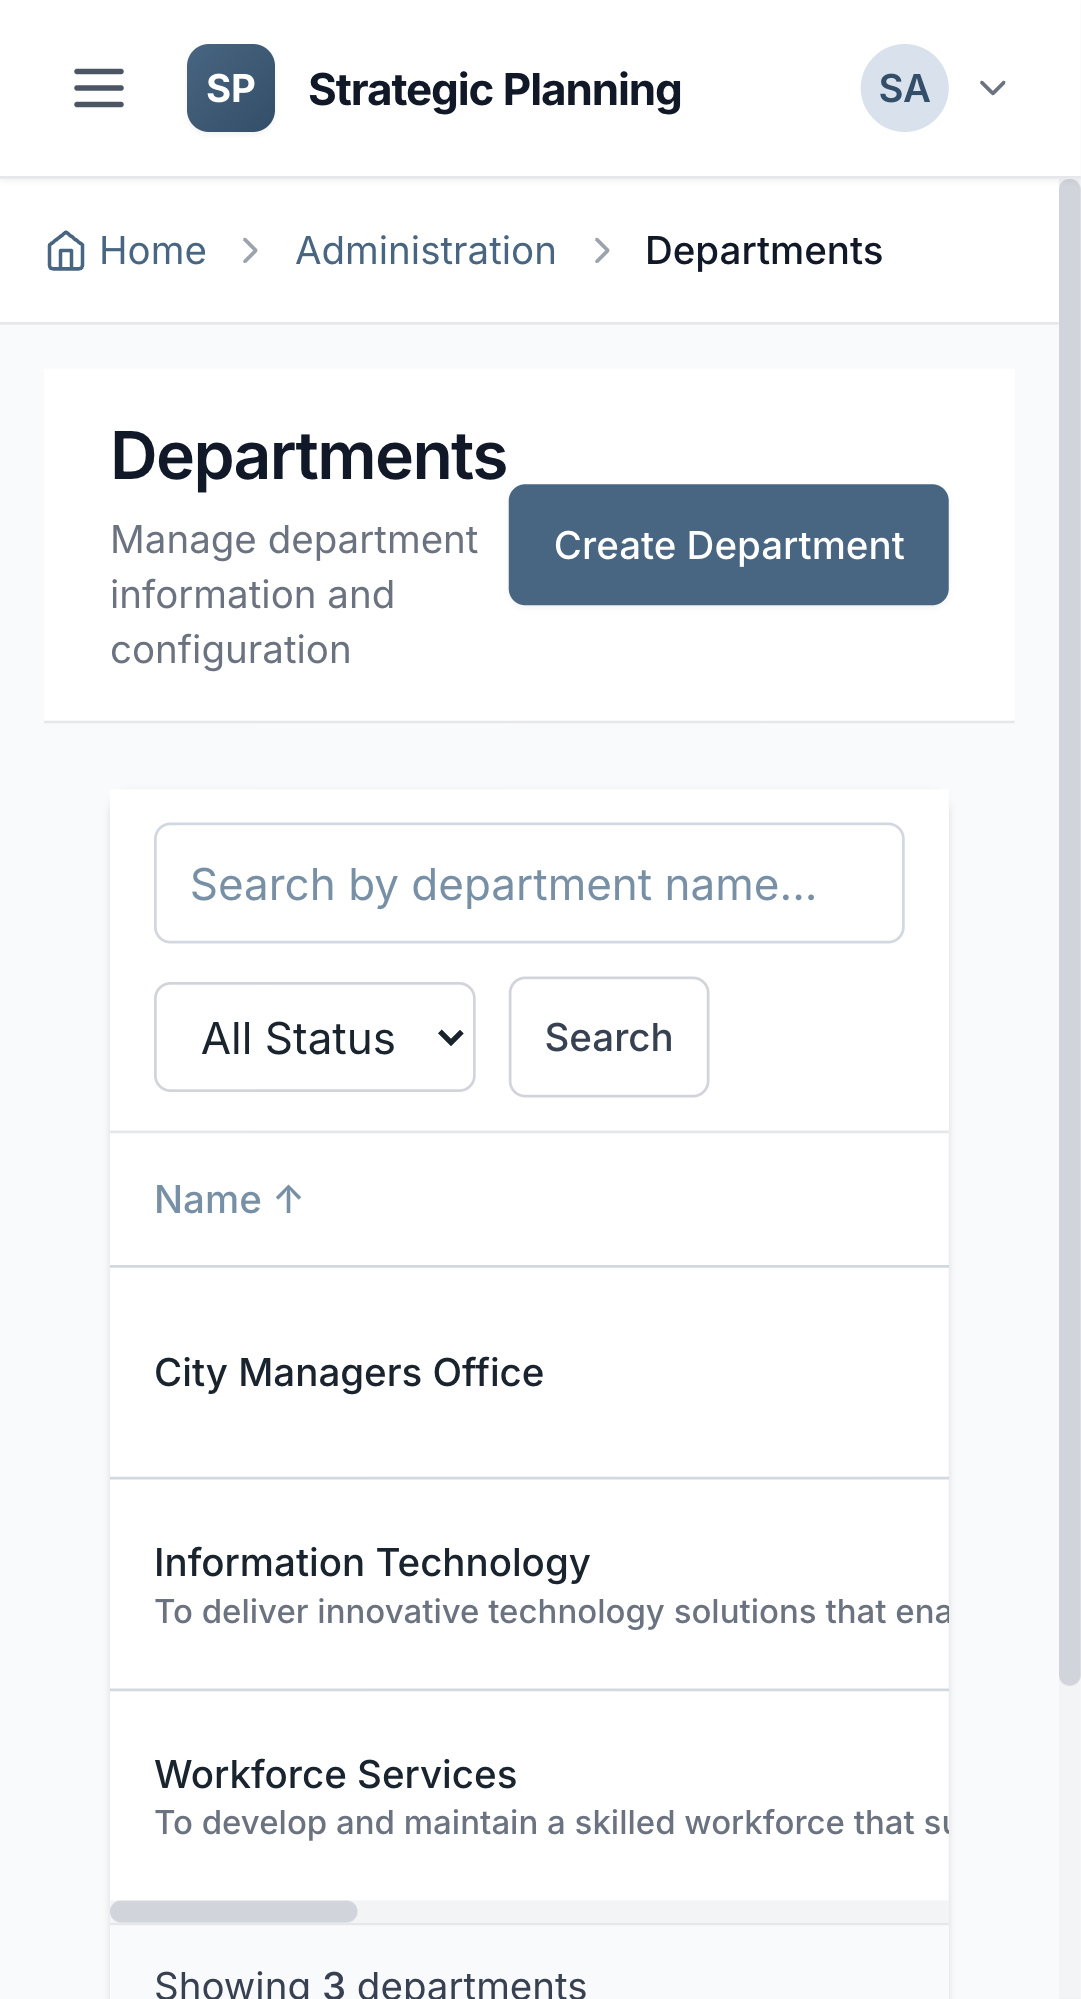 SP Strategic Planning SA
Home Administration Departments
Departments
Manage department
information and
configuration
Create Department
Search by department name...
All Status
Search
Name ↑
City Managers Office
Information Technology
To deliver innovative technology solutions that ena
Workforce Services
To develop and maintain a skilled workforce that su
Showing 3 departments